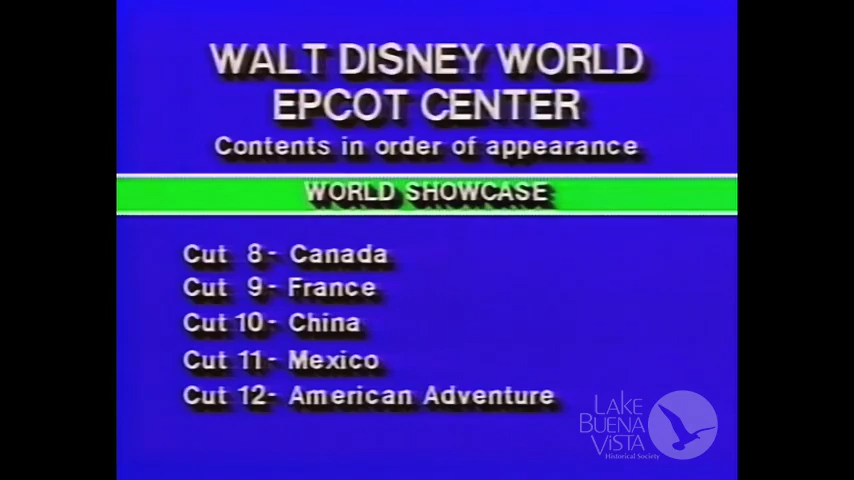 WALT DISNEY WORLD
EPCOT CENTER
Contents in order of appearance
WORLD SHOWCASE
Cut 8- Canada
Cut 9- France
Cut 10- China
Cut 11- Mexico
Cut 12- American Adventure
LAKE
BUENA
VISTA
Historical Society